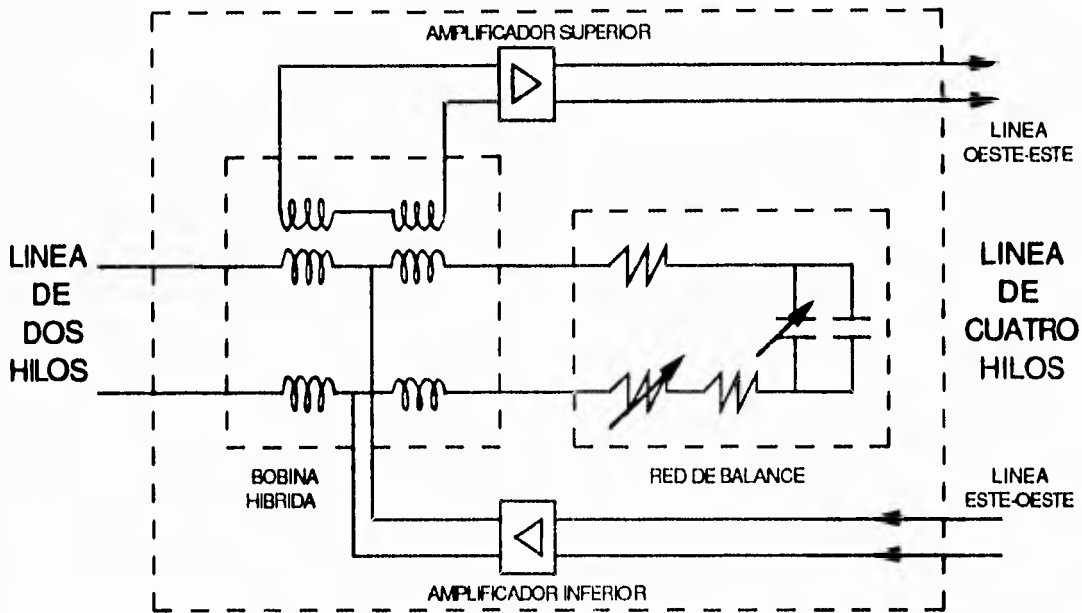 AMPLIFICADOR SUPERIOR
LINEA
OESTE-ESTE
LINEA
DE
DOS
HILOS
LINEA
DE
CUATRO
HILOS
BOBINA
HIBRIDA
RED DE BALANCE
LINEA
ESTE-OESTE
AMPLIFICADOR INFERIOR